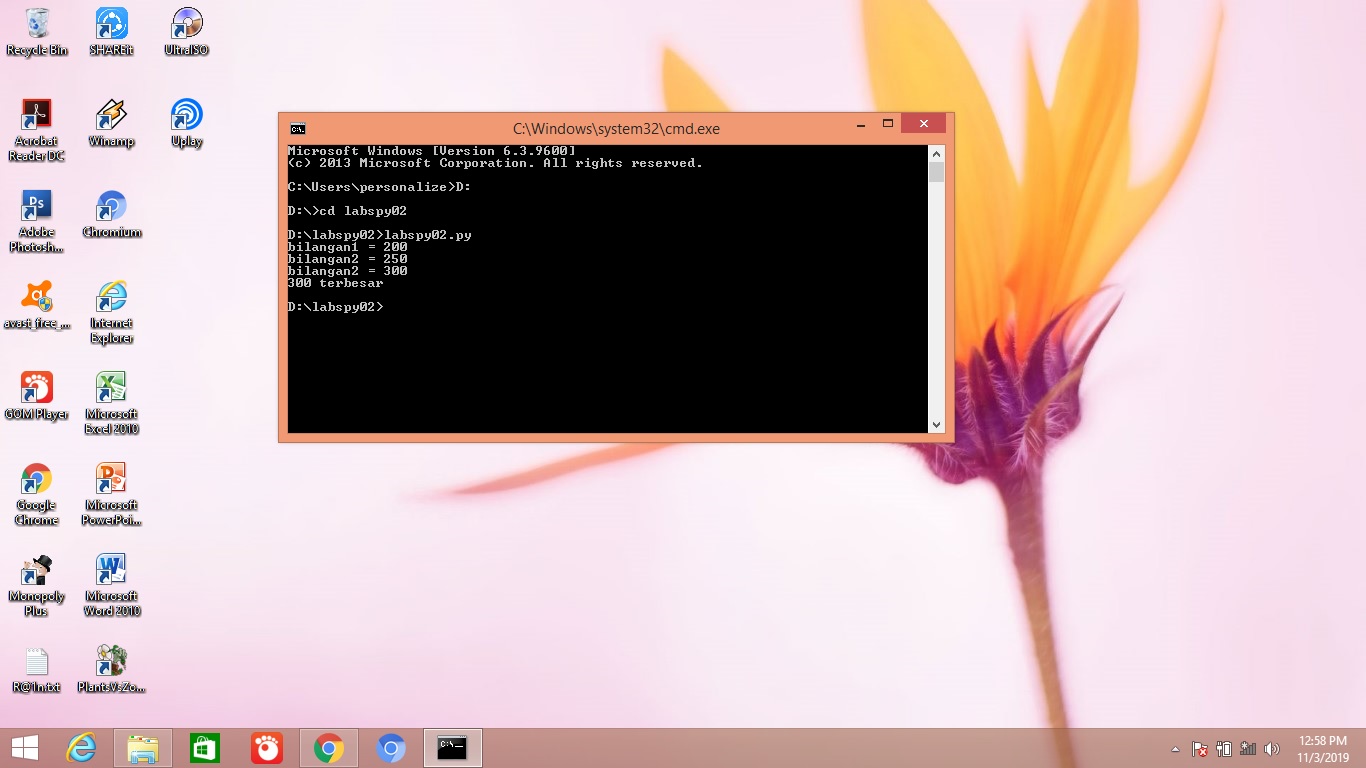 Recycle Bin
SHAREit
UltraISO
Acrobat
Reader DC
Winamp
Uplay
Adobe
Photosh...
Chromium
avast_free_...
Internet
Explorer
GOM Player
Microsoft
Excel 2010
Google
Chrome
Microsoft
PowerPoi...
Monopoly
Plus
Microsoft
Word 2010
R@1n.txt
PlantsVsZo...
C:\Windows\system32\cmd.exe
Microsoft Windows [Version 6.3.9600]
(c) 2013 Microsoft Corporation. All rights reserved.
C:\Users\personalize>D:
D:\>cd labspy02
D:\labspy02>labspy02.py
bilangan1 = 200
bilangan2 = 250
bilangan2 = 300
300 terbesar
D:\labspy02>
12:58 PM
11/3/2019